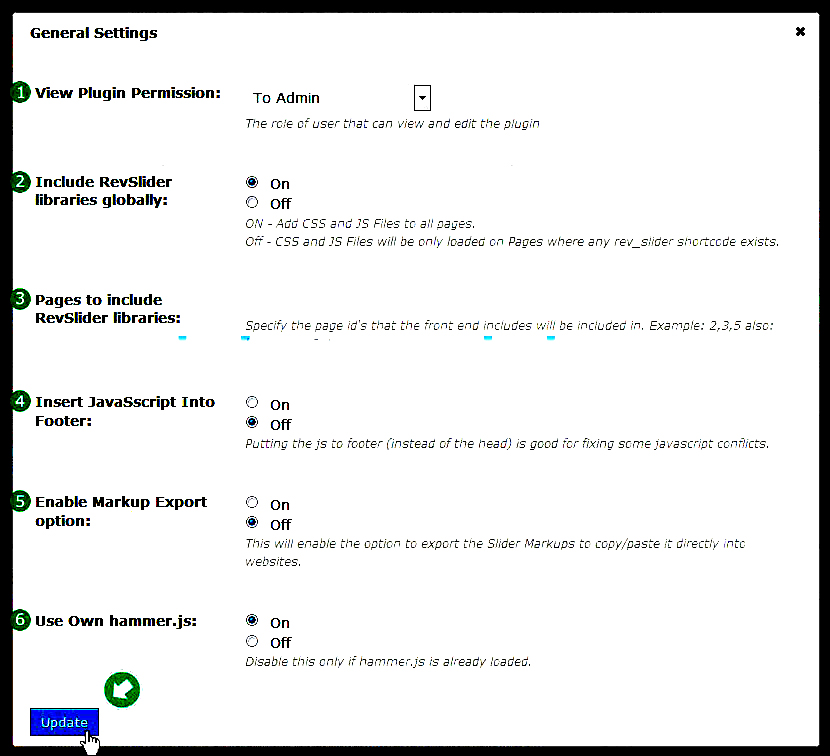 General Settings
1 View Plugin Permission:
To Admin
The role of user that can view and edit the plugin
2 Include RevSlider
libraries globally:
On
Off
ON - Add CSS and JS Files to all pages.
Off - CSS and JS Files will be only loaded on Pages where any rev_slider shortcode exists.
3 Pages to include
RevSlider libraries:
Specify the page id's that the front end includes will be included in. Example: 2,3,5 also:
4 Insert JavaSscript Into
Footer:
On
Off
Putting the js to footer (instead of the head) is good for fixing some javascript conflicts.
5 Enable Markup Export
option:
On
Off
This will enable the option to export the Slider Markups to copy/paste it directly into
websites.
6 Use Own hammer.js:
On
Off
Disable this only if hammer.js is already loaded.
Update